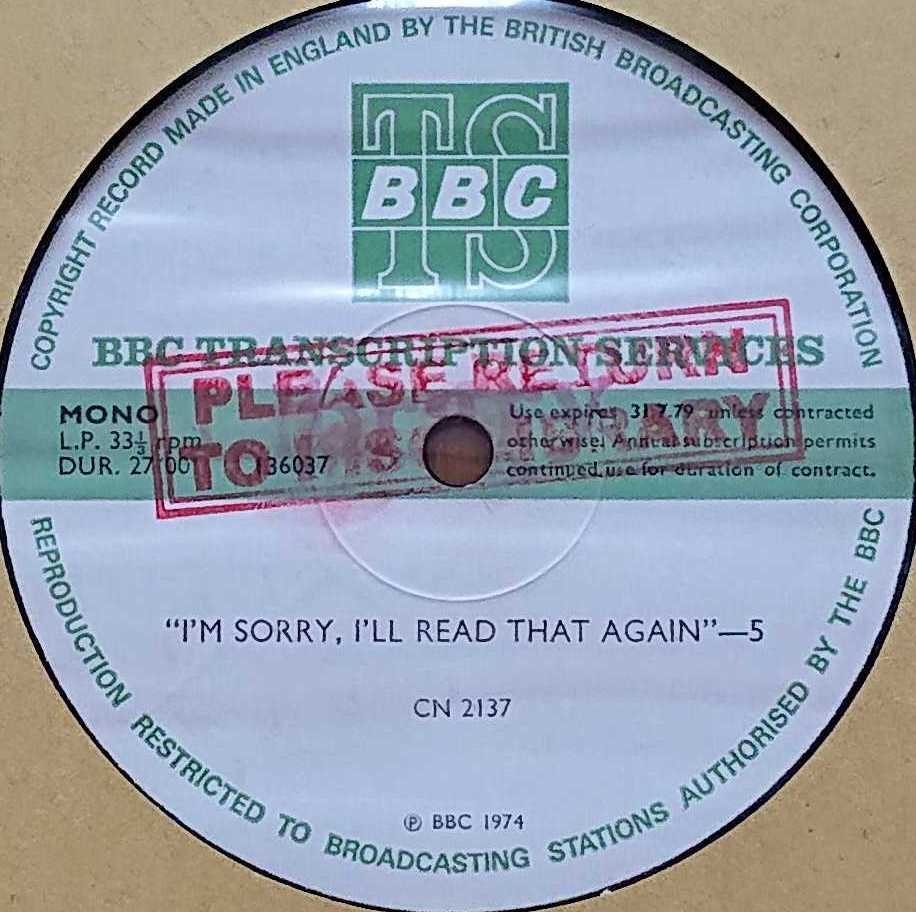 COPYRIGHT RECORD MADE IN ENGLAND BY THE BRITISH BROADCASTING CORPORATION
TS
BBC
BBC TRANSCRIPTION SERVICES
PLEASE RETURN
TO LIBRARY
MONO
L.P. 33⅓ rpm
DUR. 27'00"
136037
Use expires 31.7.79 unless contracted
otherwise. Annual subscription permits
continued use for duration of contract.
"I'M SORRY, I'LL READ THAT AGAIN"—5
CN 2137
℗ BBC 1974
REPRODUCTION RESTRICTED TO BROADCASTING STATIONS AUTHORISED BY THE BBC